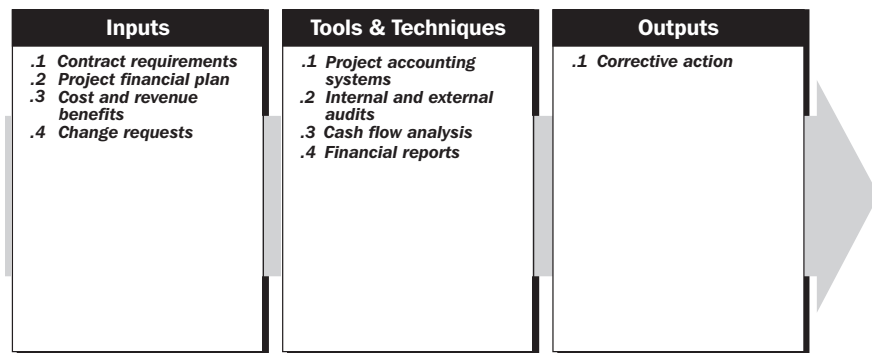 Inputs
.1 Contract requirements
.2 Project financial plan
.3 Cost and revenue
benefits
.4 Change requests
Tools & Techniques
.1 Project accounting
systems
.2 Internal and external
audits
.3 Cash flow analysis
.4 Financial reports
Outputs
.1 Corrective action